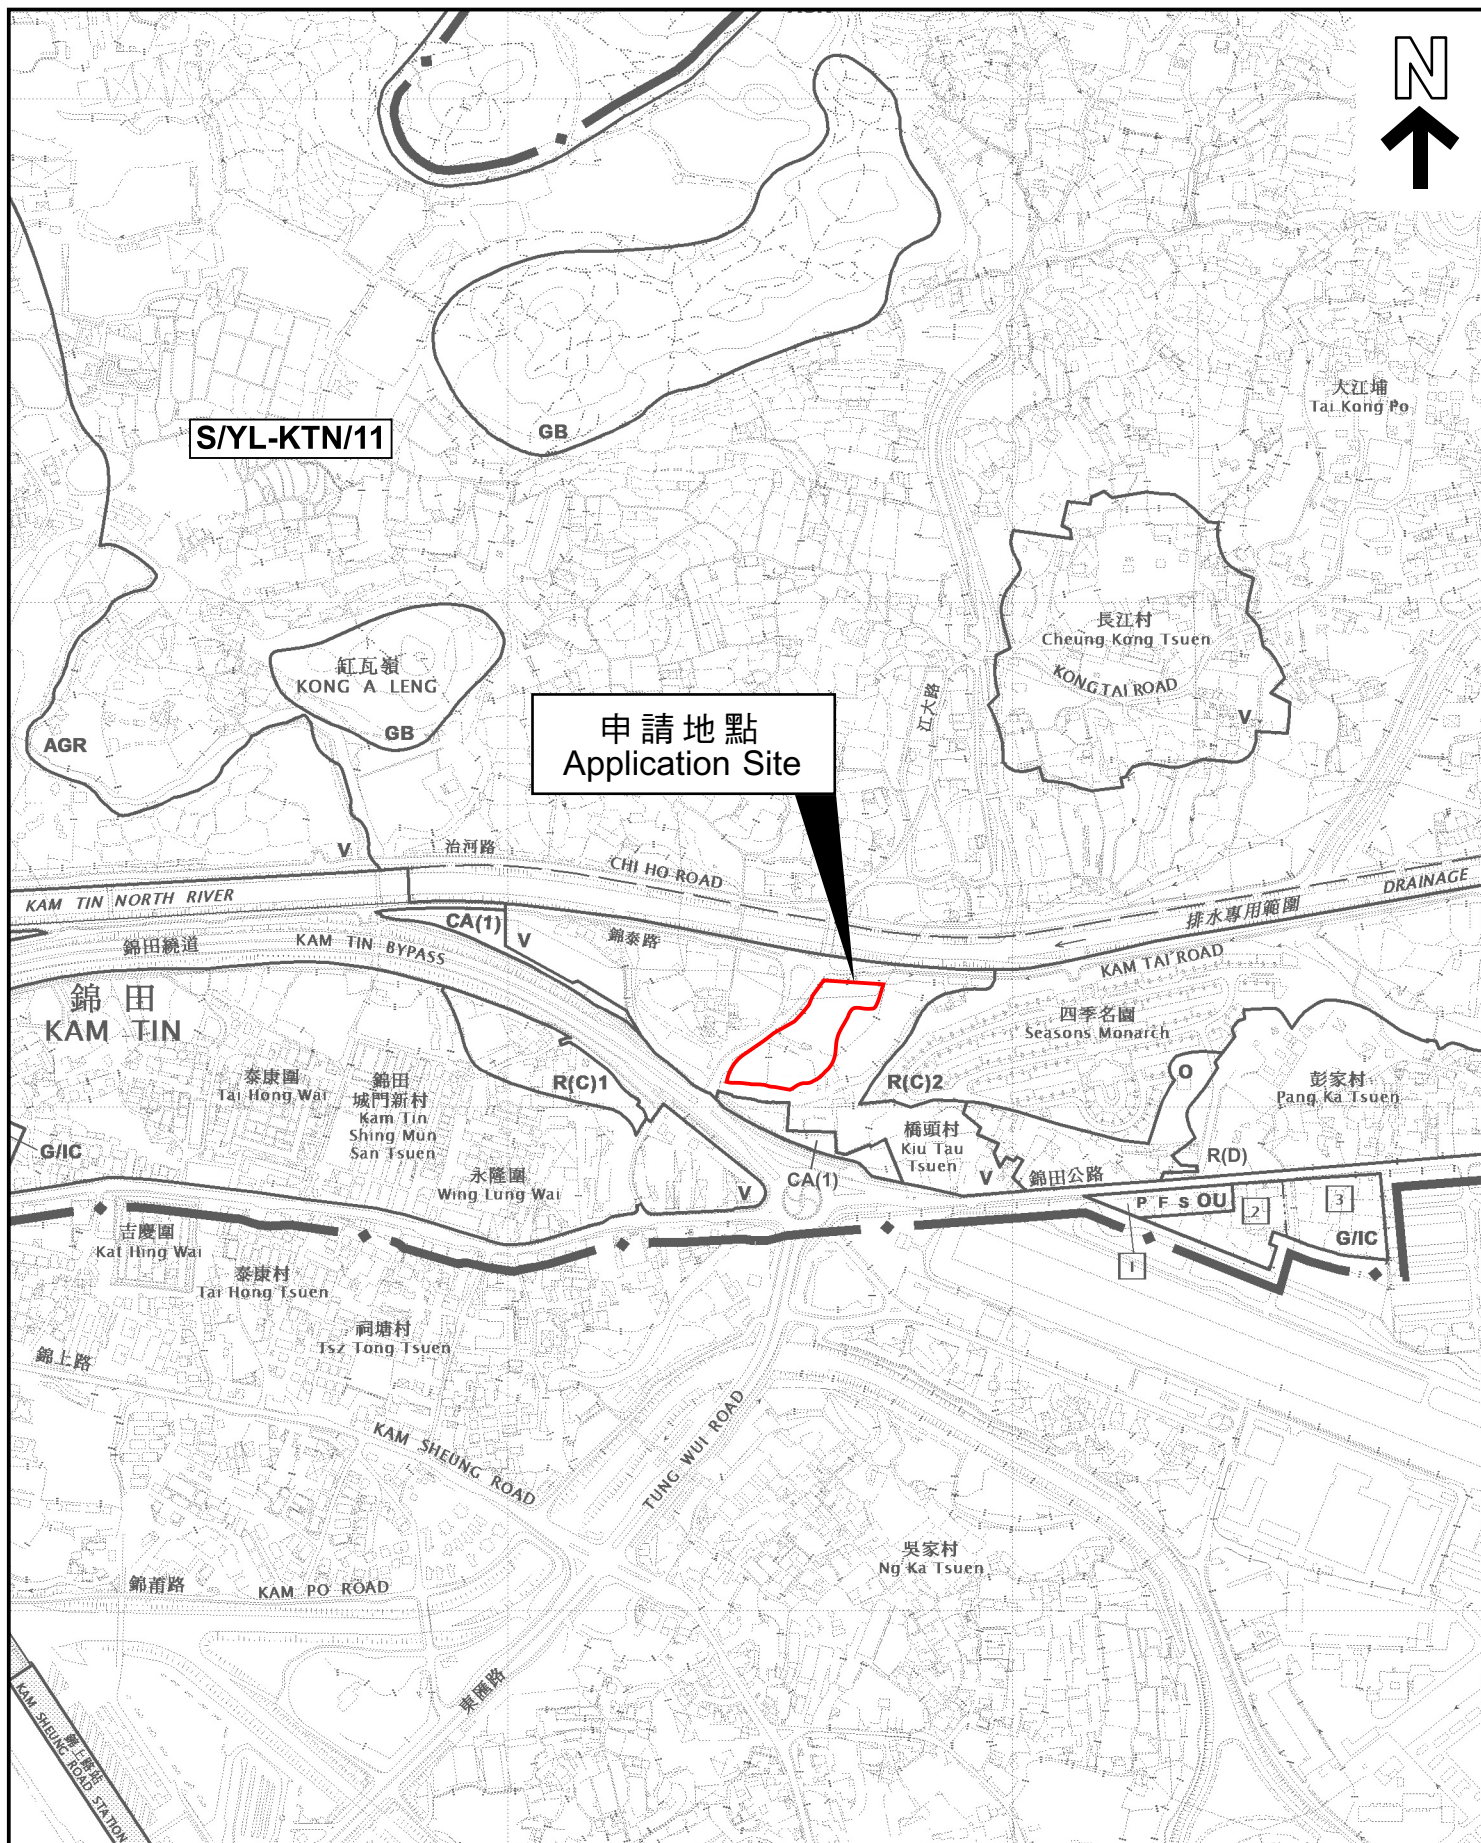 N
S/YL-KTN/11
GB
大江埔
Tai Kong Po
長江村
Cheung Kong Tsuen
KONG TAI ROAD
V
缸瓦嶺
KONG A LENG
GB
AGR
申請地點
Application Site
江大路
V
治河路
CHI HO ROAD
KAM TIN NORTH RIVER
DRAINAGE
排水專用範圍
CA(1)
V
錦泰路
錦田繞道
KAM TIN BYPASS
KAM TAI ROAD
錦田
KAM TIN
四季名園
Seasons Monarch
R(C)1
R(C)2
O
泰康圍
Tai Hong Wai
錦田
城門新村
Kam Tin
Shing Mun
San Tsuen
彭家村
Pang Ka Tsuen
橋頭村
Kiu Tau
Tsuen
G/IC
R(D)
永隆圍
Wing Lung Wai
V
CA(1)
V
錦田公路
P F S OU
2
3
G/IC
1
吉慶圍
Kat Hing Wai
泰康村
Tai Hong Tsuen
祠塘村
Tsz Tong Tsuen
錦上路
KAM SHEUNG ROAD
TUNG WUI ROAD
吳家村
Ng Ka Tsuen
錦莆路
KAM PO ROAD
東匯路
錦上路站
KAM SHEUNG ROAD STATION